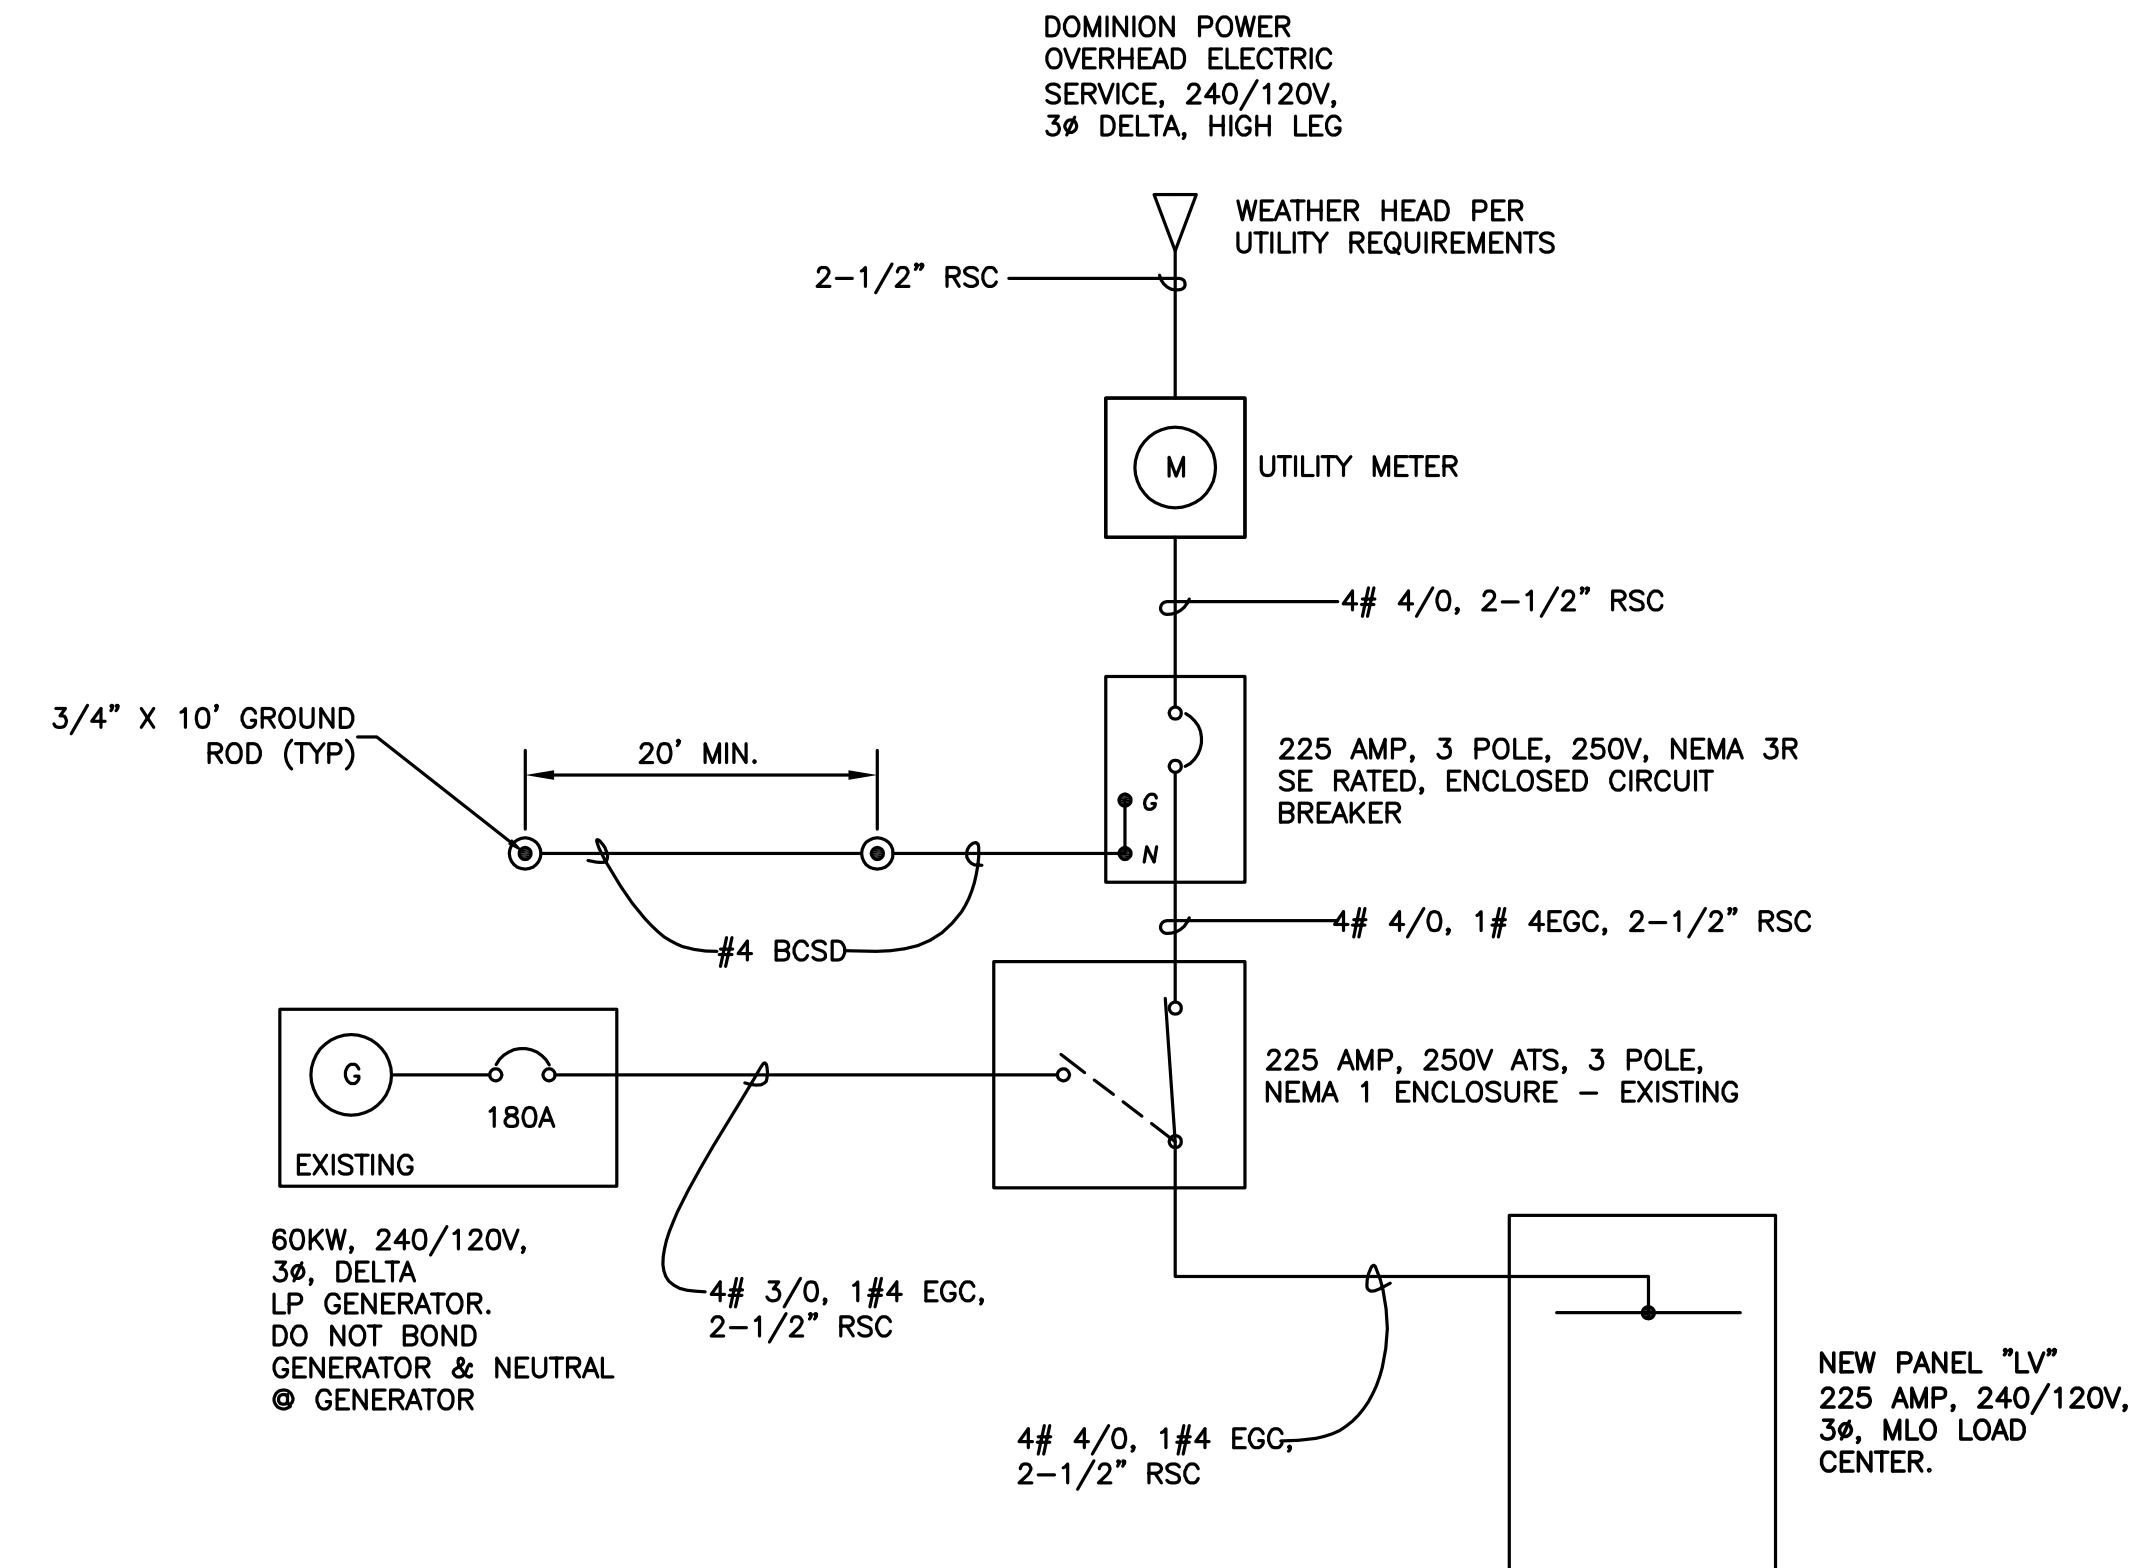 DOMINION POWER
OVERHEAD ELECTRIC
SERVICE, 240/120V,
3ø DELTA, HIGH LEG
WEATHER HEAD PER
UTILITY REQUIREMENTS
2-1/2" RSC
M
UTILITY METER
4# 4/0, 2-1/2" RSC
3/4" X 10' GROUND
ROD (TYP)
20' MIN.
225 AMP, 3 POLE, 250V, NEMA 3R
SE RATED, ENCLOSED CIRCUIT
BREAKER
G
N
4# 4/0, 1# 4EGC, 2-1/2" RSC
#4 BCSD
G
180A
EXISTING
225 AMP, 250V ATS, 3 POLE,
NEMA 1 ENCLOSURE - EXISTING
60KW, 240/120V,
3ø, DELTA
LP GENERATOR.
DO NOT BOND
GENERATOR & NEUTRAL
@ GENERATOR
4# 3/0, 1#4 EGC,
2-1/2" RSC
4# 4/0, 1#4 EGC,
2-1/2" RSC
NEW PANEL "LV"
225 AMP, 240/120V,
3ø, MLO LOAD
CENTER.